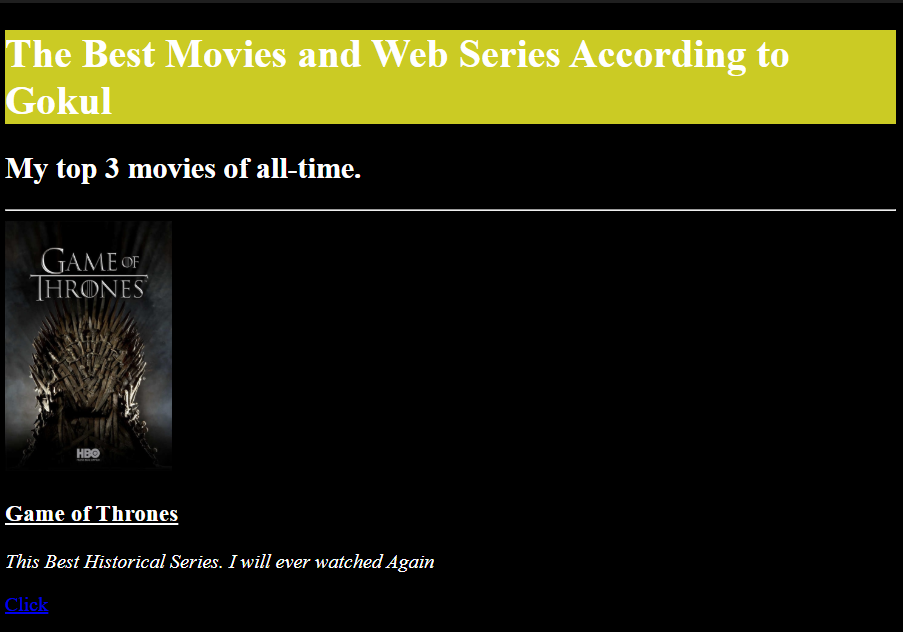 The Best Movies and Web Series According to
Gokul
My top 3 movies of all-time.
GAME OF
THRONES
HBO
Game of Thrones
This Best Historical Series. I will ever watched Again
Click